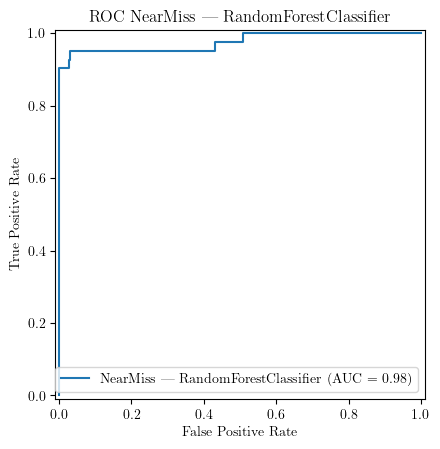 ROC NearMiss — RandomForestClassifier
1.0
0.8
0.6
0.4
0.2
0.0
True Positive Rate
NearMiss — RandomForestClassifier (AUC = 0.98)
0.0 0.2 0.4 0.6 0.8 1.0
False Positive Rate